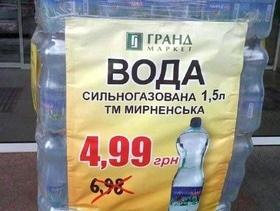 ГРАНД
МАРКЕТ
ВОДА
СИЛЬНОГАЗОВАНА 1,5л
ТМ МИРНЕНСЬКА
4,99 грн
6,98